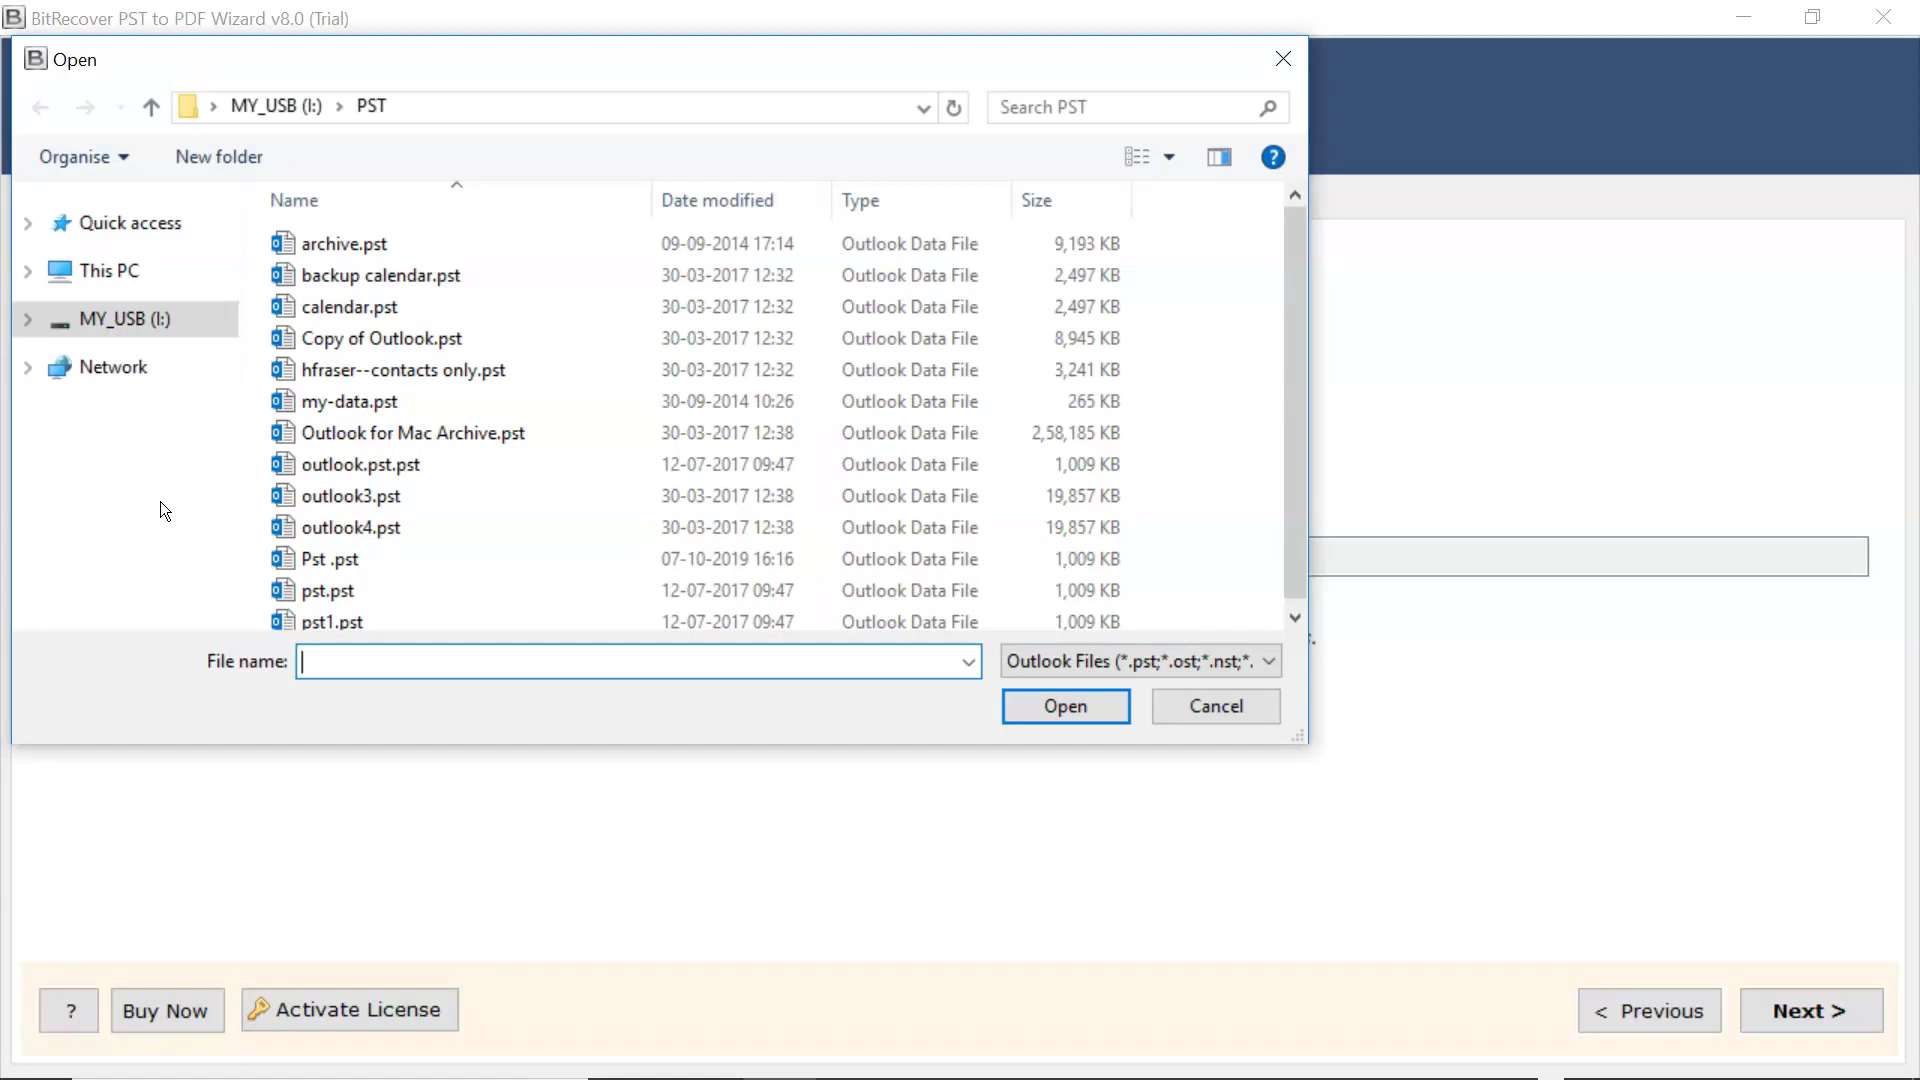 BitRecover PST to PDF Wizard v8.0 (Trial)
Open
MY_USB (I:) > PST
Search PST
Organise
New folder
Name Date modified Type Size
Quick access
This PC
MY_USB (I:)
Network
archive.pst 09-09-2014 17:14 Outlook Data File 9,193 KB
backup calendar.pst 30-03-2017 12:32 Outlook Data File 2,497 KB
calendar.pst 30-03-2017 12:32 Outlook Data File 2,497 KB
Copy of Outlook.pst 30-03-2017 12:32 Outlook Data File 8,945 KB
hfraser--contacts only.pst 30-03-2017 12:32 Outlook Data File 3,241 KB
my-data.pst 30-09-2014 10:26 Outlook Data File 265 KB
Outlook for Mac Archive.pst 30-03-2017 12:38 Outlook Data File 2,58,185 KB
outlook.pst.pst 12-07-2017 09:47 Outlook Data File 1,009 KB
outlook3.pst 30-03-2017 12:38 Outlook Data File 19,857 KB
outlook4.pst 30-03-2017 12:38 Outlook Data File 19,857 KB
Pst .pst 07-10-2019 16:16 Outlook Data File 1,009 KB
pst.pst 12-07-2017 09:47 Outlook Data File 1,009 KB
pst1.pst 12-07-2017 09:47 Outlook Data File 1,009 KB
File name:
Outlook Files (*.pst;*.ost;*.nst;*.
Open
Cancel
?
Buy Now
Activate License
< Previous
Next >